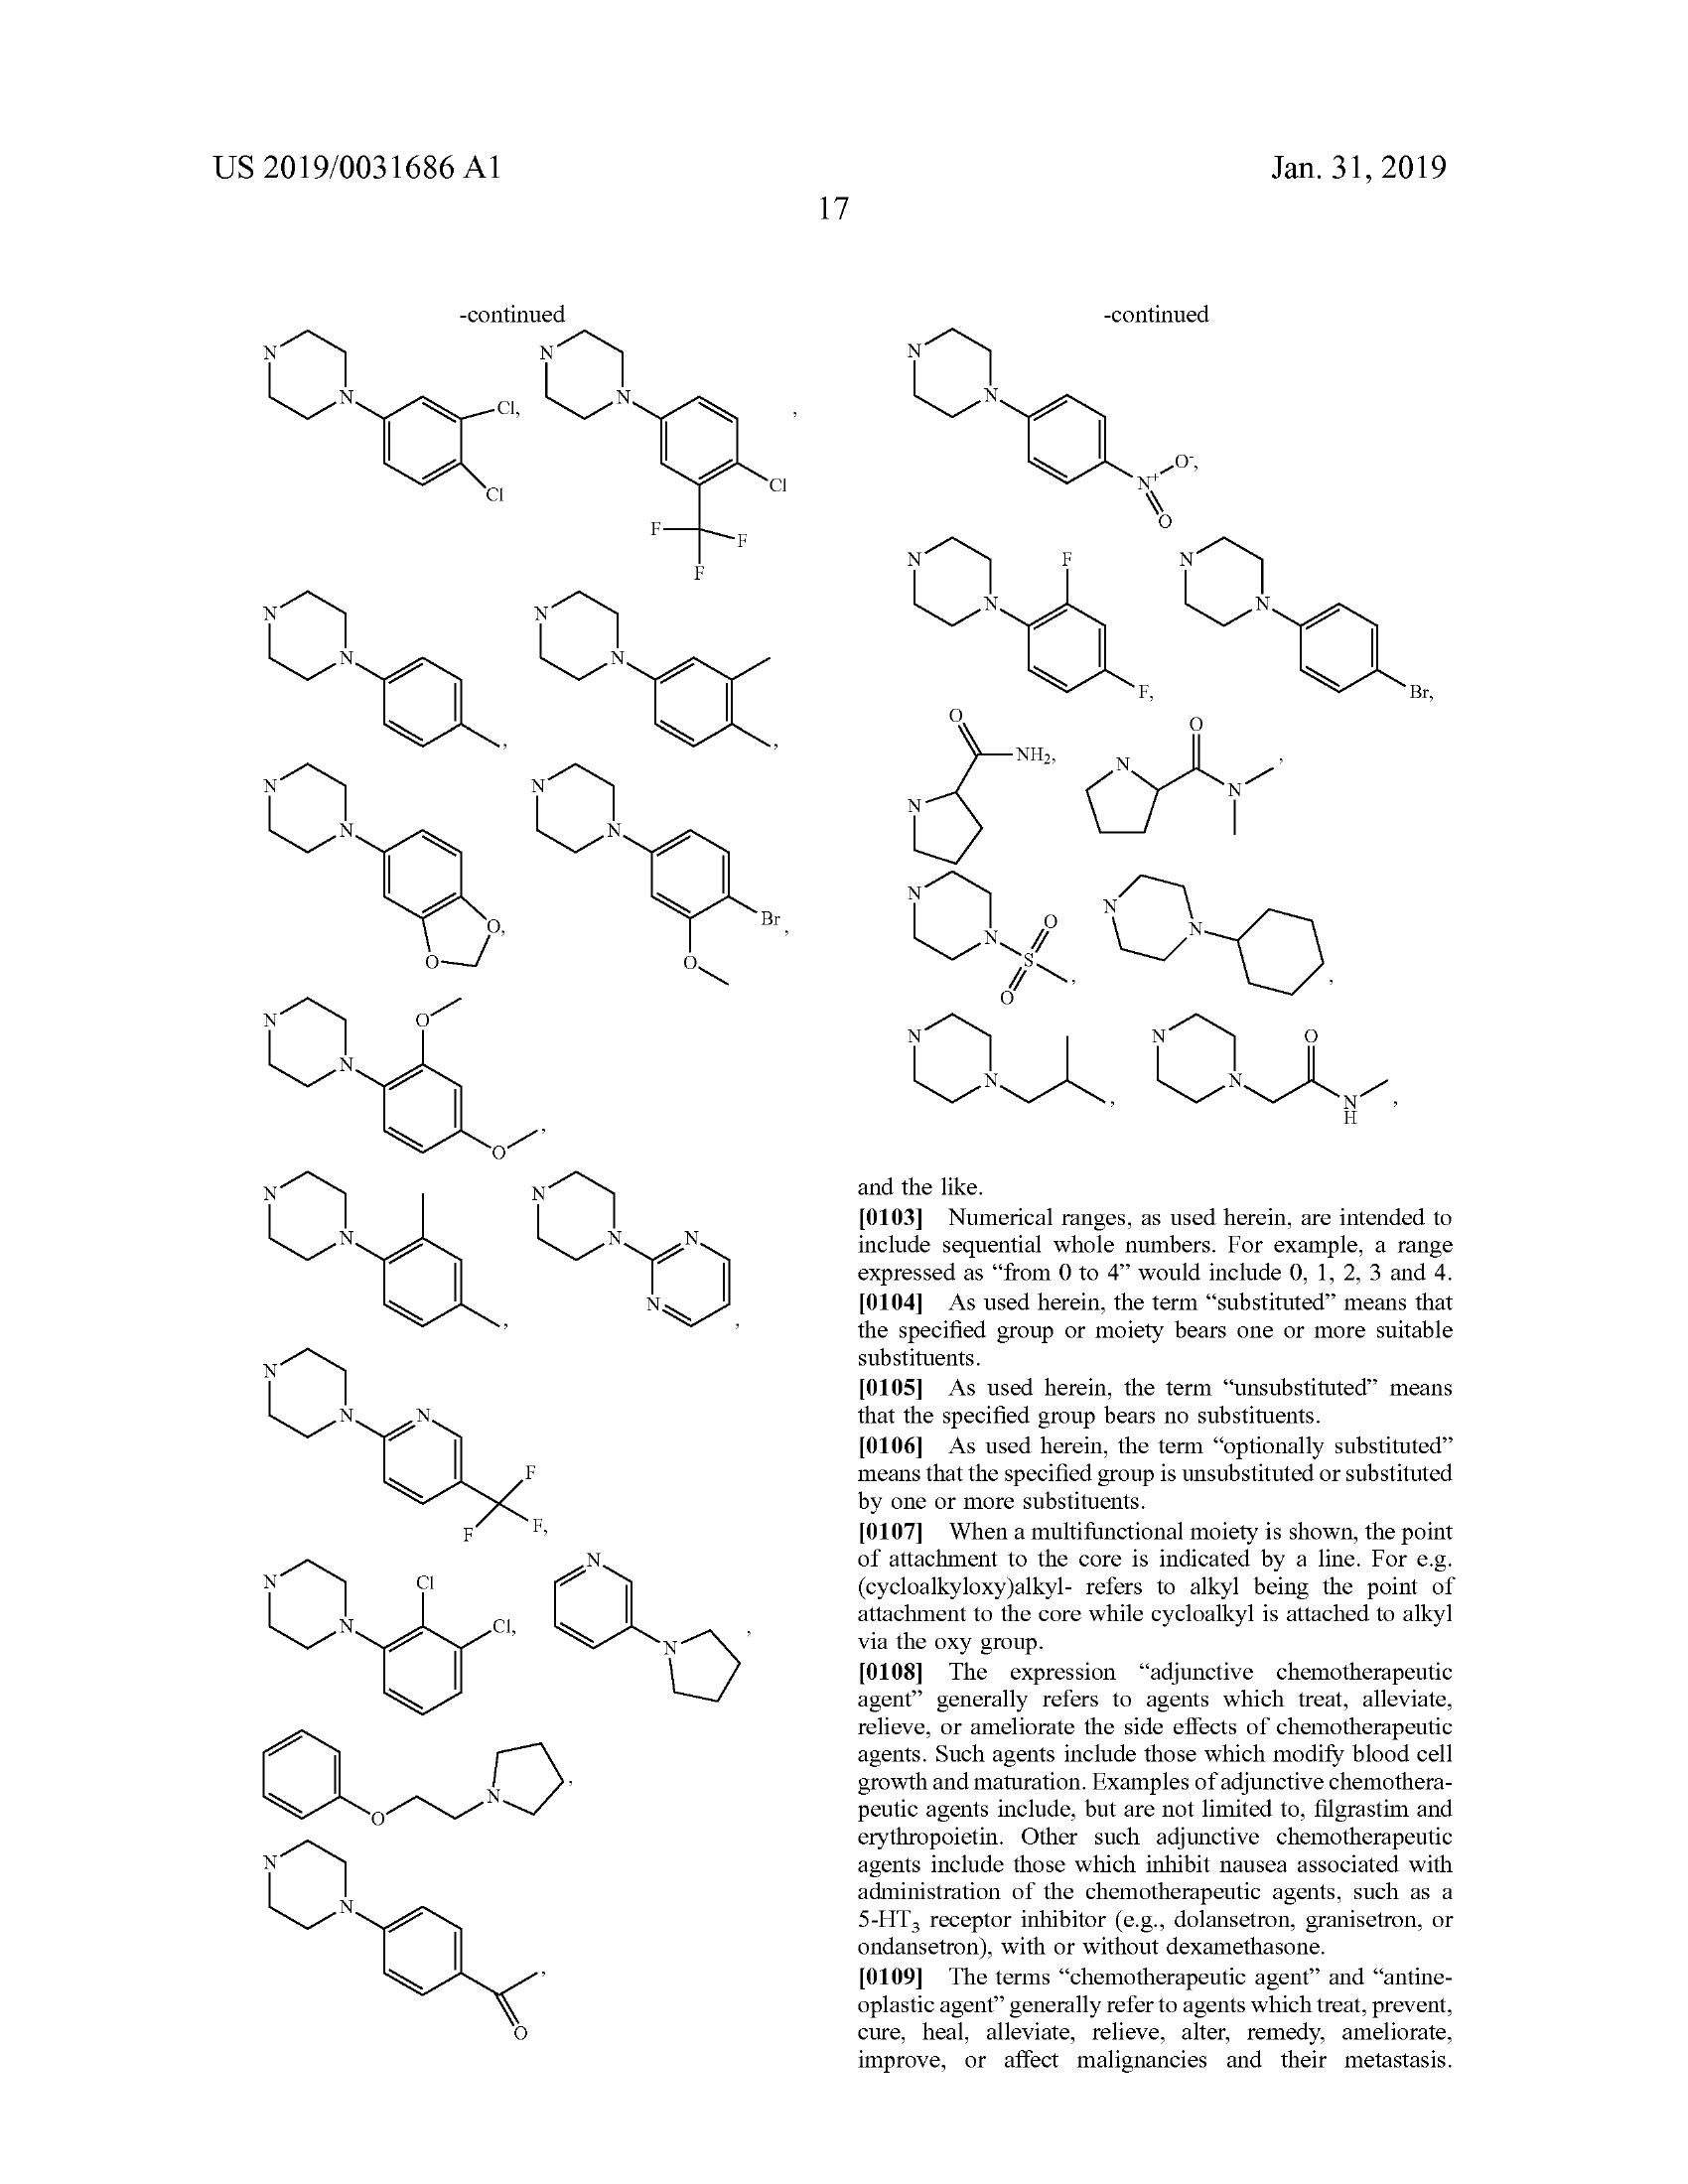 US 2019/0031686 A1
Jan. 31, 2019
17
-continued
N
N
Cl,
Cl
N
N
,
Cl
F
F
F
N
N
,
N
N
,
N
N
O,
O
N
N
Br
,
O
N
N
O
O
,
N
N
,
N
N
N
N
,
N
N
N
F
F
F,
N
N
Cl
Cl,
N
N
,
O
N
,
N
N
,
O
-continued
N
N
N+
O-,
O
N
N
F
F,
N
N
Br,
O
NH2,
N
O
N
N
,
N
N
O
S
O
,
N
N
,
N
N
,
N
N
O
N
H
,
and the like.
[0103] Numerical ranges, as used herein, are intended to
include sequential whole numbers. For example, a range
expressed as “from 0 to 4” would include 0, 1, 2, 3 and 4.
[0104] As used herein, the term “substituted” means that
the specified group or moiety bears one or more suitable
substituents.
[0105] As used herein, the term “unsubstituted” means
that the specified group bears no substituents.
[0106] As used herein, the term “optionally substituted”
means that the specified group is unsubstituted or substituted
by one or more substituents.
[0107] When a multifunctional moiety is shown, the point
of attachment to the core is indicated by a line. For e.g.
(cycloalkyloxy)alkyl- refers to alkyl being the point of
attachment to the core while cycloalkyl is attached to alkyl
via the oxy group.
[0108] The expression “adjunctive chemotherapeutic
agent” generally refers to agents which treat, alleviate,
relieve, or ameliorate the side effects of chemotherapeutic
agents. Such agents include those which modify blood cell
growth and maturation. Examples of adjunctive chemothera-
peutic agents include, but are not limited to, filgrastim and
erythropoietin. Other such adjunctive chemotherapeutic
agents include those which inhibit nausea associated with
administration of the chemotherapeutic agents, such as a
5-HT3 receptor inhibitor (e.g., dolansetron, granisetron, or
ondansetron), with or without dexamethasone.
[0109] The terms “chemotherapeutic agent” and “antine-
oplastic agent” generally refer to agents which treat, prevent,
cure, heal, alleviate, relieve, alter, remedy, ameliorate,
improve, or affect malignancies and their metastasis.